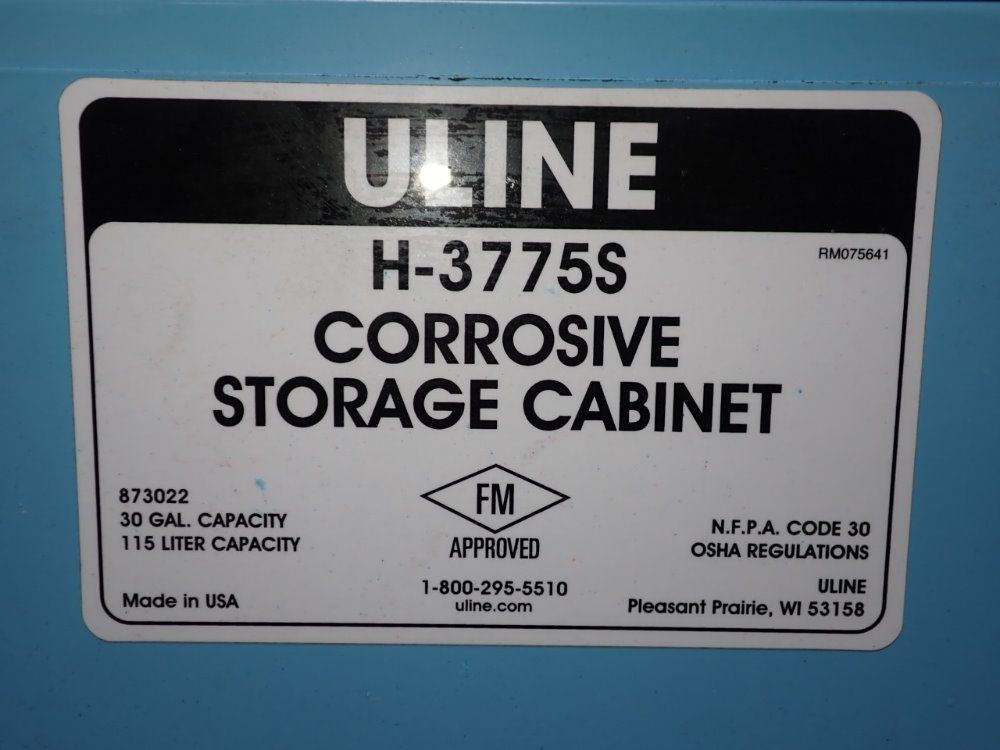 ULINE
H-3775S
RM075641
CORROSIVE
STORAGE CABINET
873022
30 GAL. CAPACITY
115 LITER CAPACITY
Made in USA
FM
APPROVED
1-800-295-5510
uline.com
N.F.P.A. CODE 30
OSHA REGULATIONS
ULINE
Pleasant Prairie, WI 53158